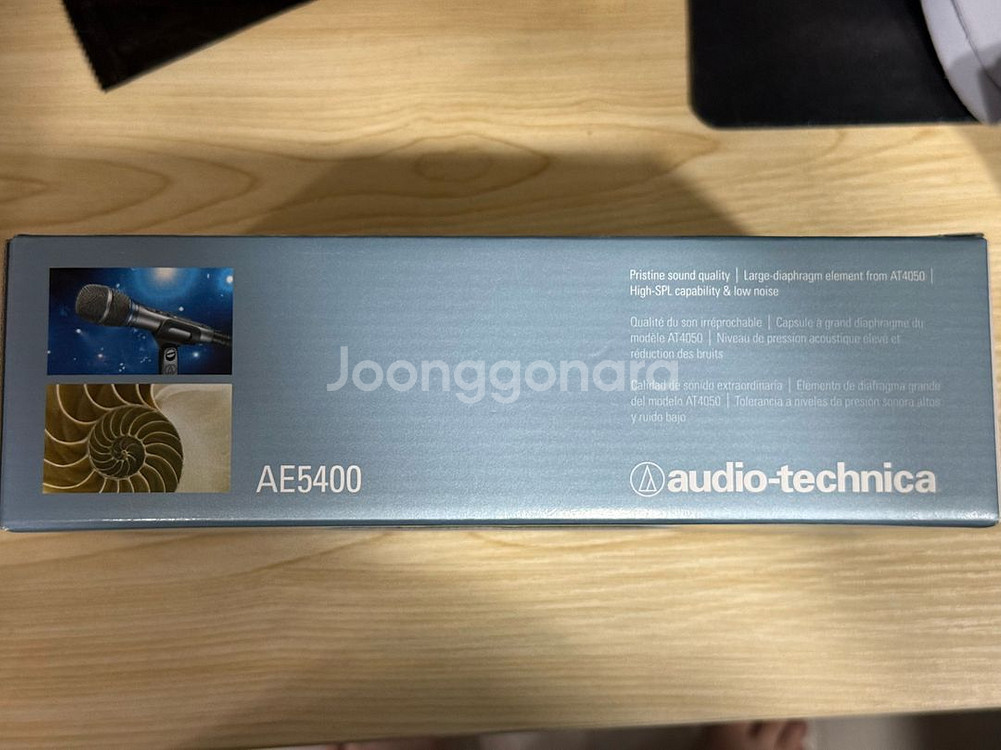 Pristine sound quality | Large-diaphragm element from AT4050 |
High-SPL capability & low noise
Qualité du son irréprochable | Capsule à grand diaphragme du
modèle AT4050 | Niveau de pression acoustique élevé et
réduction des bruits
Joonggonara
Calidad de sonido extraordinaria | Elemento de diafragma grande
del modelo AT4050 | Tolerancia a niveles de presión sonora altos
y ruido bajo
AE5400
audio-technica